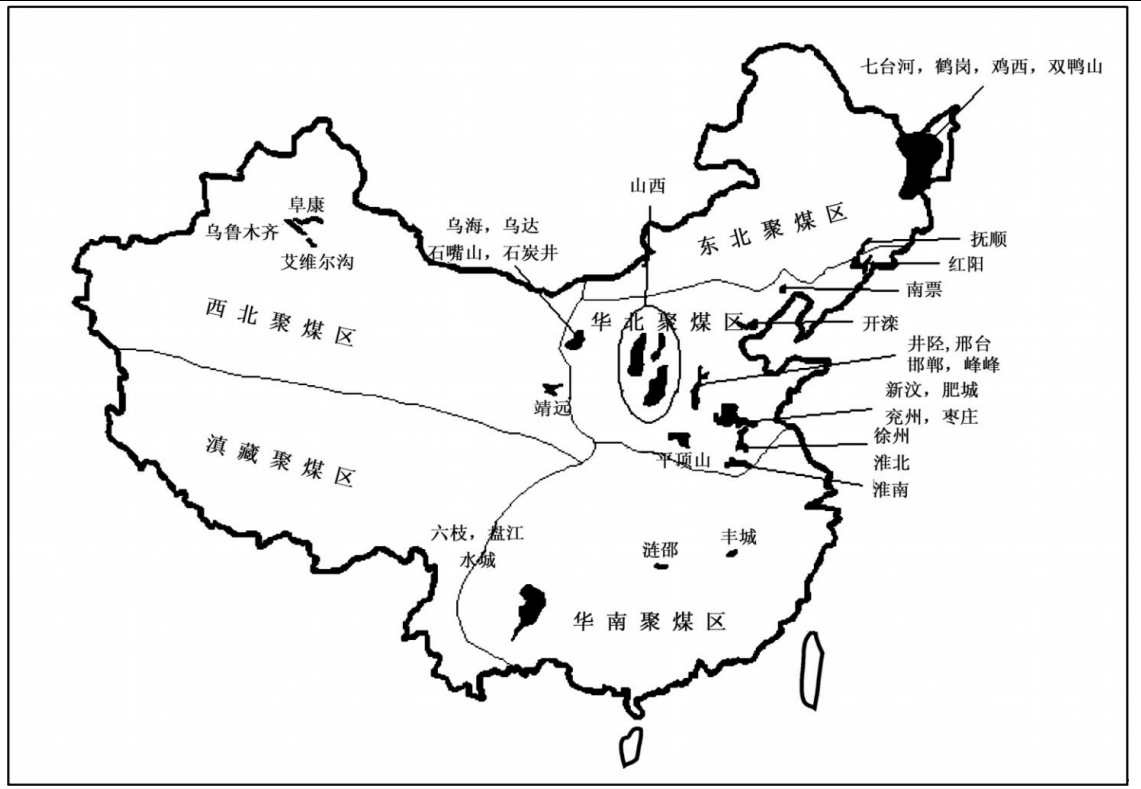 七台河，鹤岗，鸡西，双鸭山
山西
阜康
乌鲁木齐
艾维尔沟
乌海，乌达
石嘴山，石炭井
东北聚煤区
抚顺
红阳
南票
西北聚煤区
华北聚煤区
开滦
井陉,邢台
邯郸，峰峰
新汶，肥城
兖州，枣庄
靖远
徐州
平顶山
淮北
淮南
滇藏聚煤区
六枝，盘江
水城
涟邵
丰城
华南聚煤区